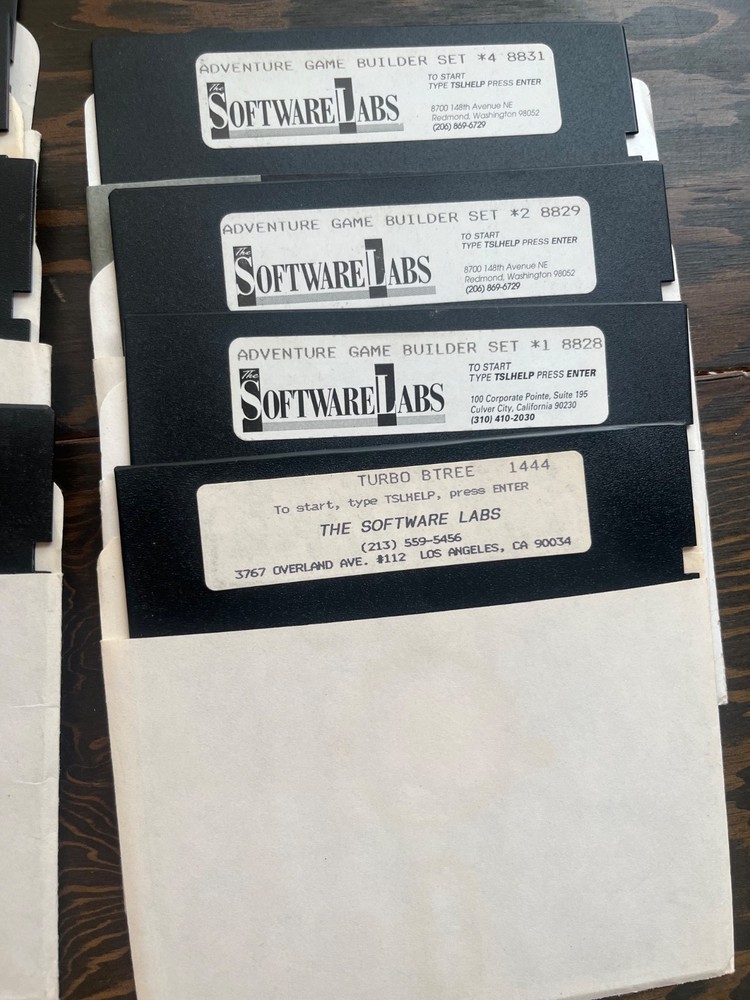 ADVENTURE GAME BUILDER SET *4 8831
The SOFTWARE LABS
TO START
TYPE TSLHELP PRESS ENTER
8700 148th Avenue NE
Redmond, Washington 98052
(206) 869-6729
ADVENTURE GAME BUILDER SET *2 8829
The SOFTWARE LABS
TO START
TYPE TSLHELP PRESS ENTER
8700 148th Avenue NE
Redmond, Washington 98052
(206) 869-6729
ADVENTURE GAME BUILDER SET *1 8828
The SOFTWARE LABS
TO START
TYPE TSLHELP PRESS ENTER
100 Corporate Pointe, Suite 195
Culver City, California 90230
(310) 410-2030
TURBO BTREE 1444
To start, type TSLHELP, press ENTER
THE SOFTWARE LABS
(213) 559-5456
3767 OVERLAND AVE. #112 LOS ANGELES, CA 90034